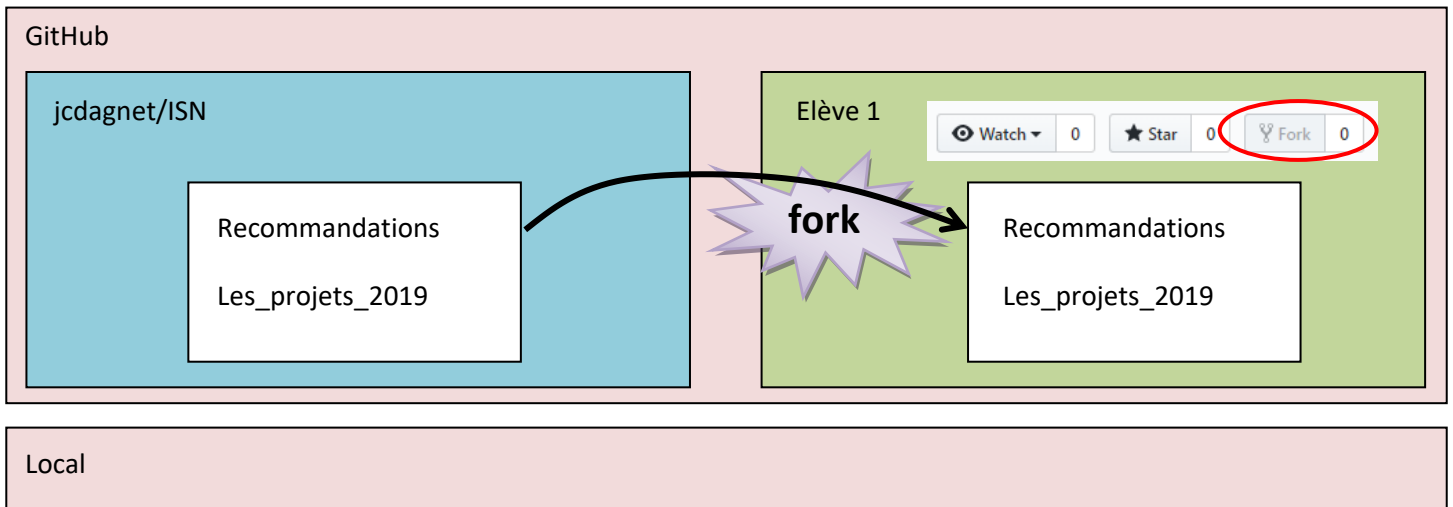 GitHub
jcdagnet/ISN
Elève 1
Watch 0 Star 0 Fork 0
fork
Recommandations
Les_projets_2019
Recommandations
Les_projets_2019
Local